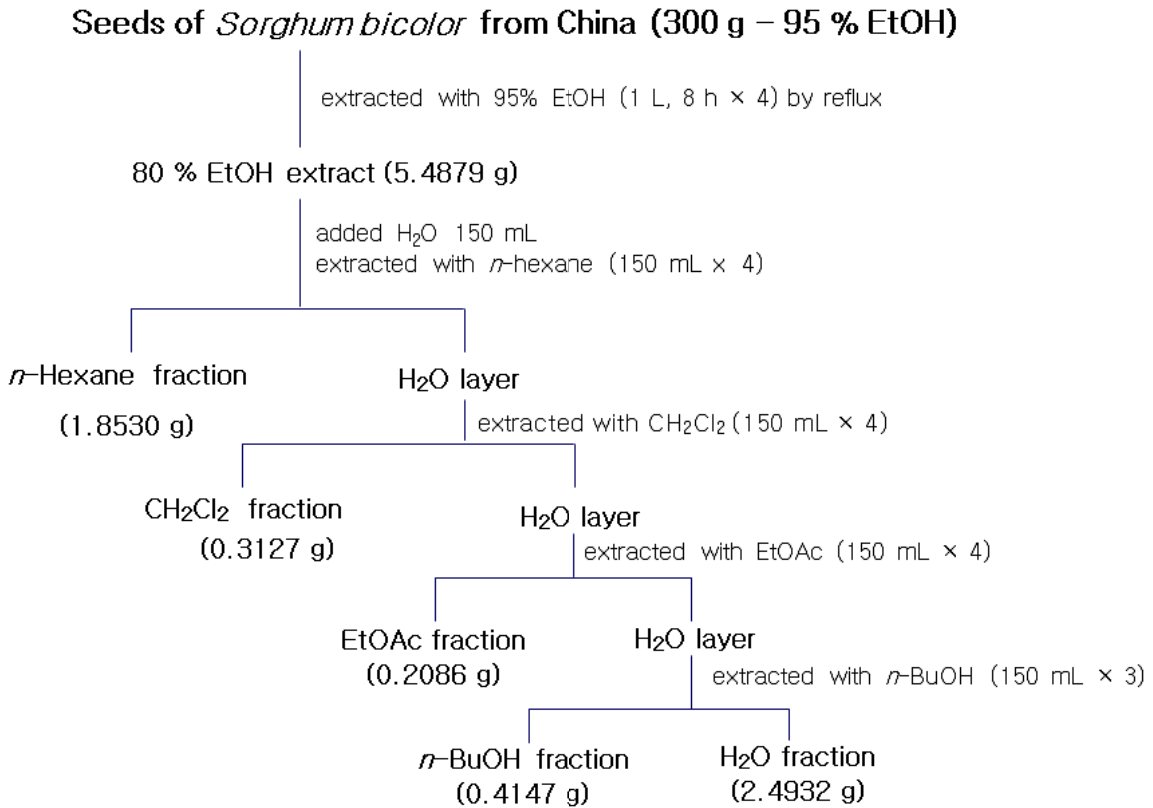 Seeds of Sorghum bicolor from China (300 g – 95 % EtOH)
extracted with 95% EtOH (1 L, 8 h × 4) by reflux
80 % EtOH extract (5.4879 g)
added H₂O 150 mL
extracted with n-hexane (150 mL × 4)
n-Hexane fraction
(1.8530 g)
H₂O layer
extracted with CH₂Cl₂ (150 mL × 4)
CH₂Cl₂ fraction
(0.3127 g)
H₂O layer
extracted with EtOAc (150 mL × 4)
EtOAc fraction
(0.2086 g)
H₂O layer
extracted with n-BuOH (150 mL × 3)
n-BuOH fraction
(0.4147 g)
H₂O fraction
(2.4932 g)